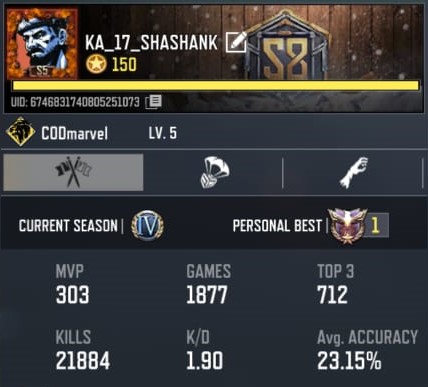 S5
KA_17_SHASHANK
150
S8
UID: 6746831740805251073
CODmarvel LV. 5
CURRENT SEASON | IV PERSONAL BEST | 1
MVP GAMES TOP 3
303 1877 712
KILLS K/D Avg. ACCURACY
21884 1.90 23.15%